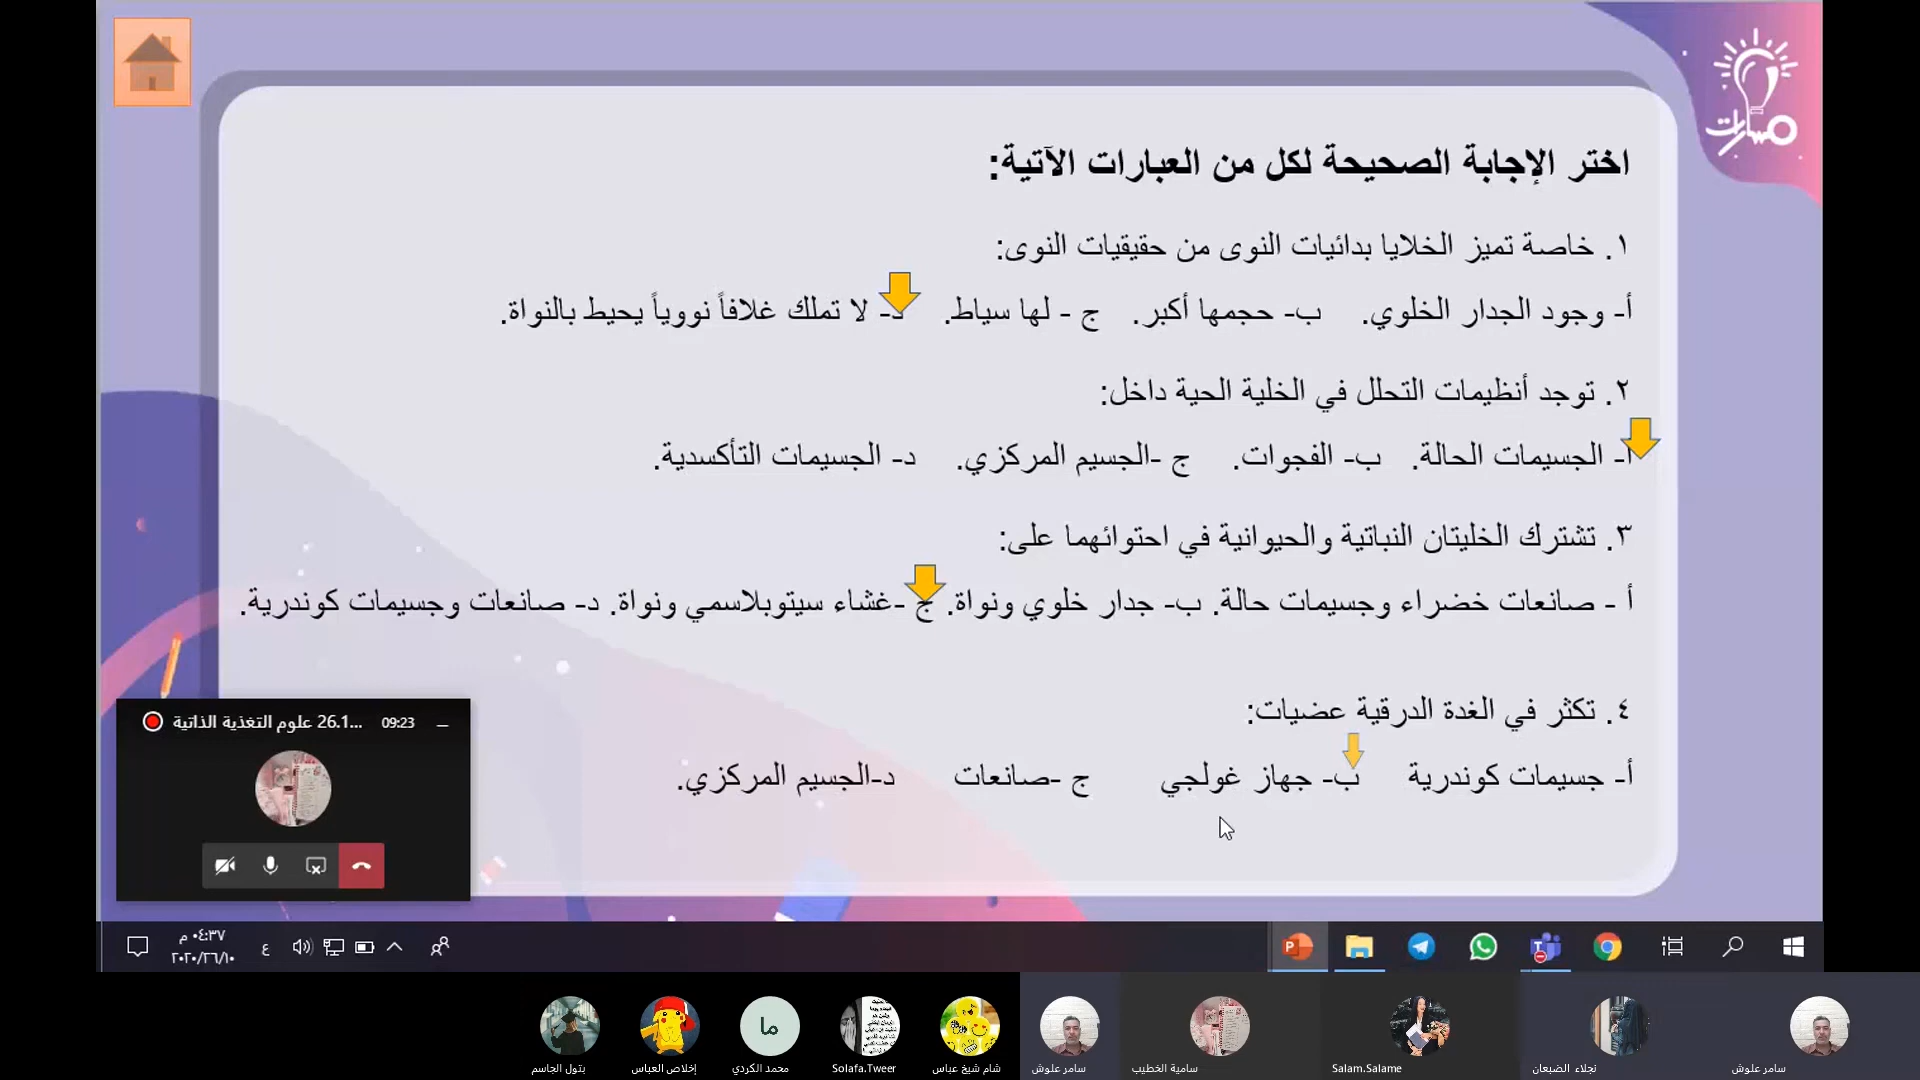 مسارات
اختر الإجابة الصحيحة لكل من العبارات الآتية:
١. خاصة تميز الخلايا بدائيات النوى من حقيقيات النوى:
أ- وجود الجدار الخلوي. ب- حجمها أكبر. ج - لها سياط. د- لا تملك غلافاً نووياً يحيط بالنواة.
٢. توجد أنظيمات التحلل في الخلية الحية داخل:
أ- الجسيمات الحالة. ب- الفجوات. ج -الجسيم المركزي. د- الجسيمات التأكسدية.
٣. تشترك الخليتان النباتية والحيوانية في احتوائهما على:
أ - صانعات خضراء وجسيمات حالة. ب- جدار خلوي ونواة. ج -غشاء سيتوبلاسمي ونواة. د- صانعات وجسيمات كوندرية.
٤. تكثر في الغدة الدرقية عضيات:
أ- جسيمات كوندرية ب- جهاز غولجي ج -صانعات د-الجسيم المركزي.
26.1... علوم التغذية الذاتية 09:23
ع ٠٤:٣٧ م
٢٠٢٠/٢٦/١٠
ما
بتول الجاسم
إخلاص العباس
محمد الكردي
Solafa.Tweer
شام شيخ عباس
سامر علوش
سامية الخطيب
Salam.Salame
نجلاء الضبعان
سامر علوش